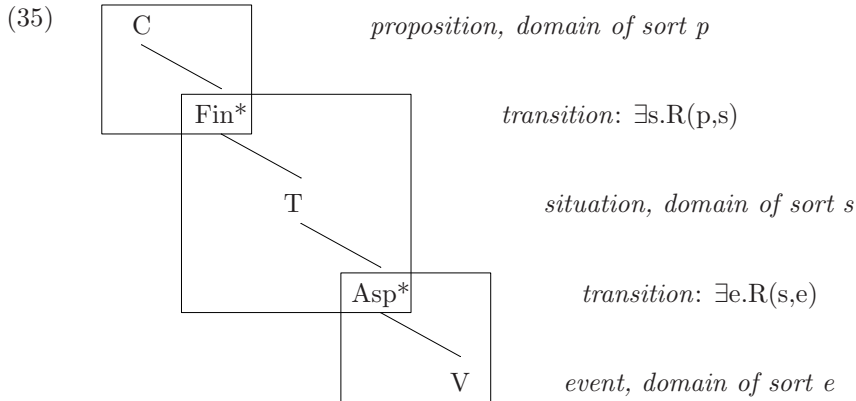 (35) C proposition, domain of sort p
Fin* transition: ∃s.R(p,s)
T situation, domain of sort s
Asp* transition: ∃e.R(s,e)
V event, domain of sort e